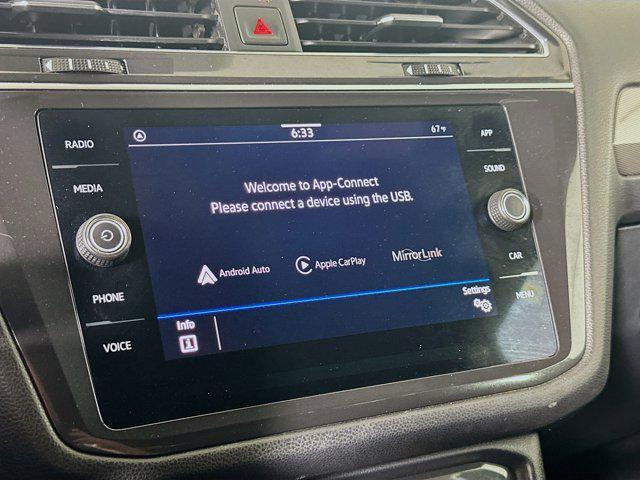 6:33
67°F
RADIO
MEDIA
PHONE
VOICE
Welcome to App-Connect
Please connect a device using the USB.
Android Auto
Apple CarPlay
MirrorLink
Info
Settings
APP
SOUND
CAR
MENU